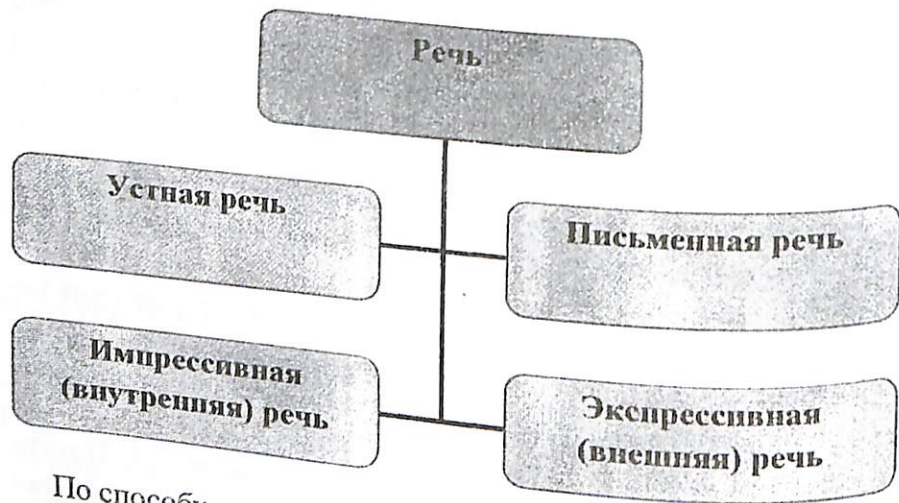 Речь
Устная речь
Письменная речь
Импрессивная
(внутренняя) речь
Экспрессивная
(внешняя) речь
По способу